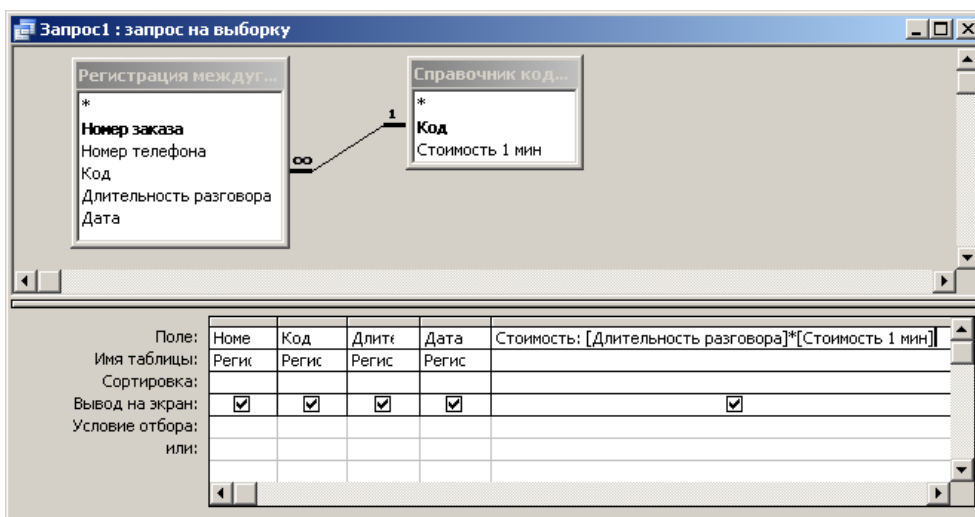 Запрос1 : запрос на выборку
Регистрация междуг...
*
Номер заказа
Номер телефона
Код
Длительность разговора
Дата
∞
1
Справочник код...
*
Код
Стоимость 1 мин
Поле: Номе Код Длите Дата Стоимость: [Длительность разговора]*[Стоимость 1 мин]
Имя таблицы: Регис Регис Регис Регис
Сортировка:
Вывод на экран:
Условие отбора:
или: